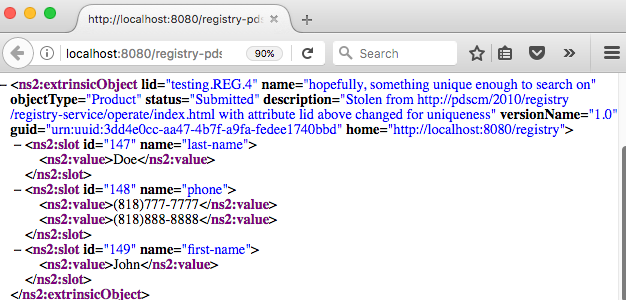 http://localhost:8080/registry-pds
localhost:8080/registry-pds
90%
Search
– <ns2:extrinsicObject lid="testing.REG.4" name="hopefully, something unique enough to search on"
objectType="Product" status="Submitted" description="Stolen from http://pdscm/2010/registry
/registry-service/operate/index.html with attribute lid above changed for uniqueness" versionName="1.0"
guid="urn:uuid:3dd4e0cc-aa47-4b7f-a9fa-fedee1740bbd" home="http://localhost:8080/registry">
– <ns2:slot id="147" name="last-name">
<ns2:value>Doe</ns2:value>
</ns2:slot>
– <ns2:slot id="148" name="phone">
<ns2:value>(818)777-7777</ns2:value>
<ns2:value>(818)888-8888</ns2:value>
</ns2:slot>
– <ns2:slot id="149" name="first-name">
<ns2:value>John</ns2:value>
</ns2:slot>
</ns2:extrinsicObject>